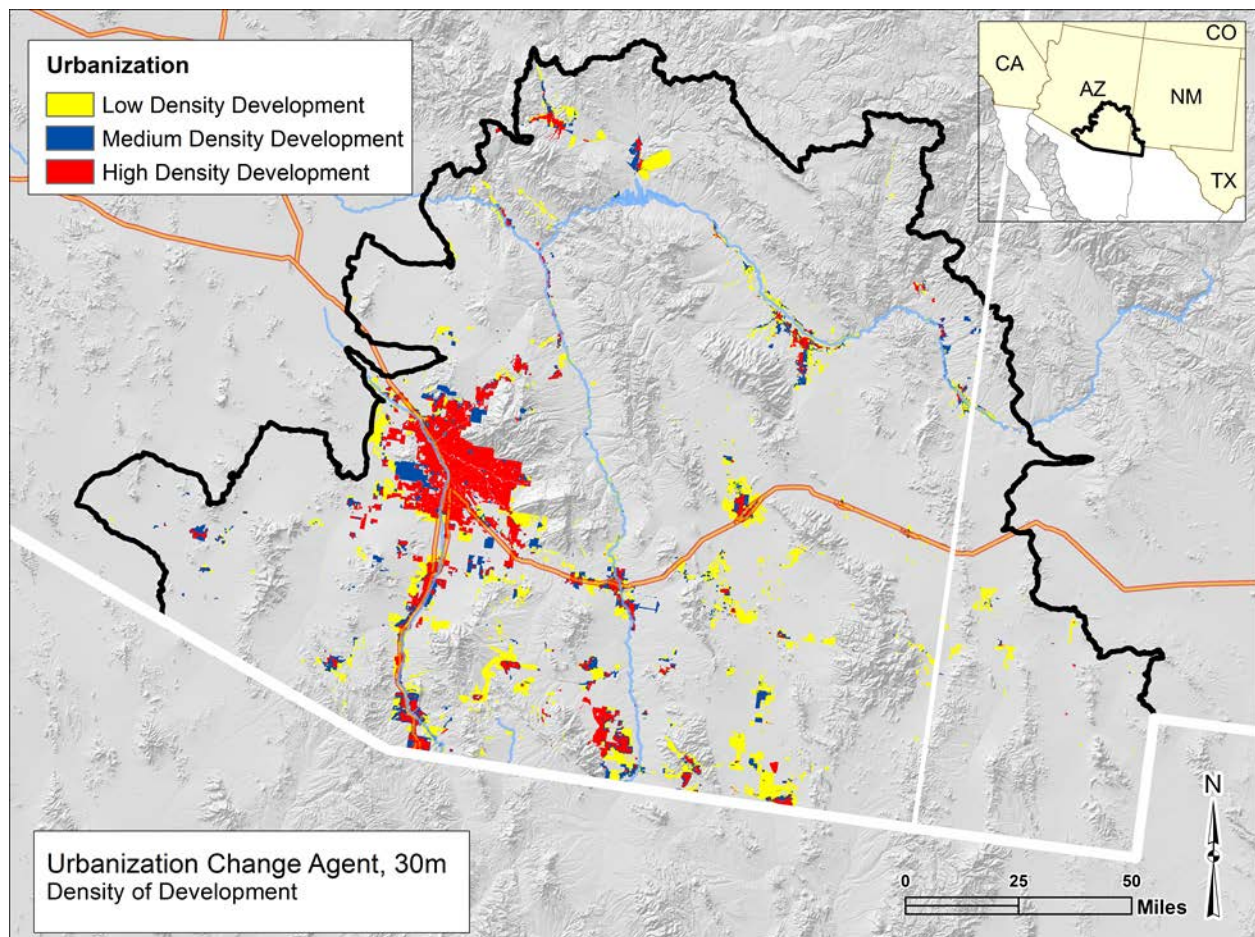 Urbanization
Low Density Development
Medium Density Development
High Density Development
CO
CA
AZ
NM
TX
N
Urbanization Change Agent, 30m
Density of Development
0 25 50
Miles